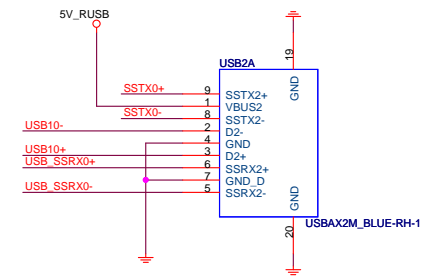 5V_RUSB
USB2A
19
GND
SSTX0+ 9 SSTX2+
1 VBUS2
SSTX0- 8 SSTX2-
USB10- 2 D2-
4 GND
USB10+ 3 D2+
USB_SSRX0+ 6 SSRX2+
7 GND_D
USB_SSRX0- 5 SSRX2-
GND
20
USBAX2M_BLUE-RH-1